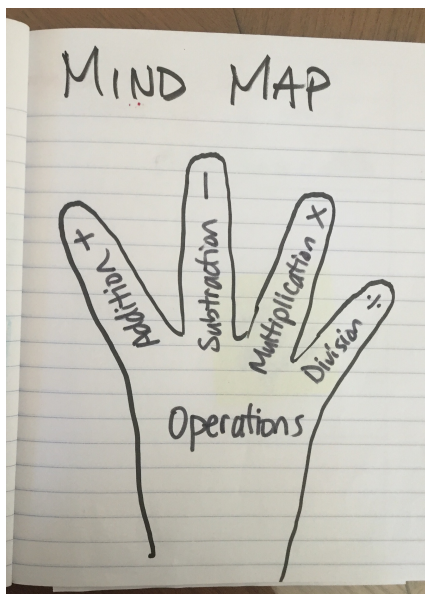 MIND MAP
Addition +
Subtraction −
Multiplication ×
Division ÷
Operations